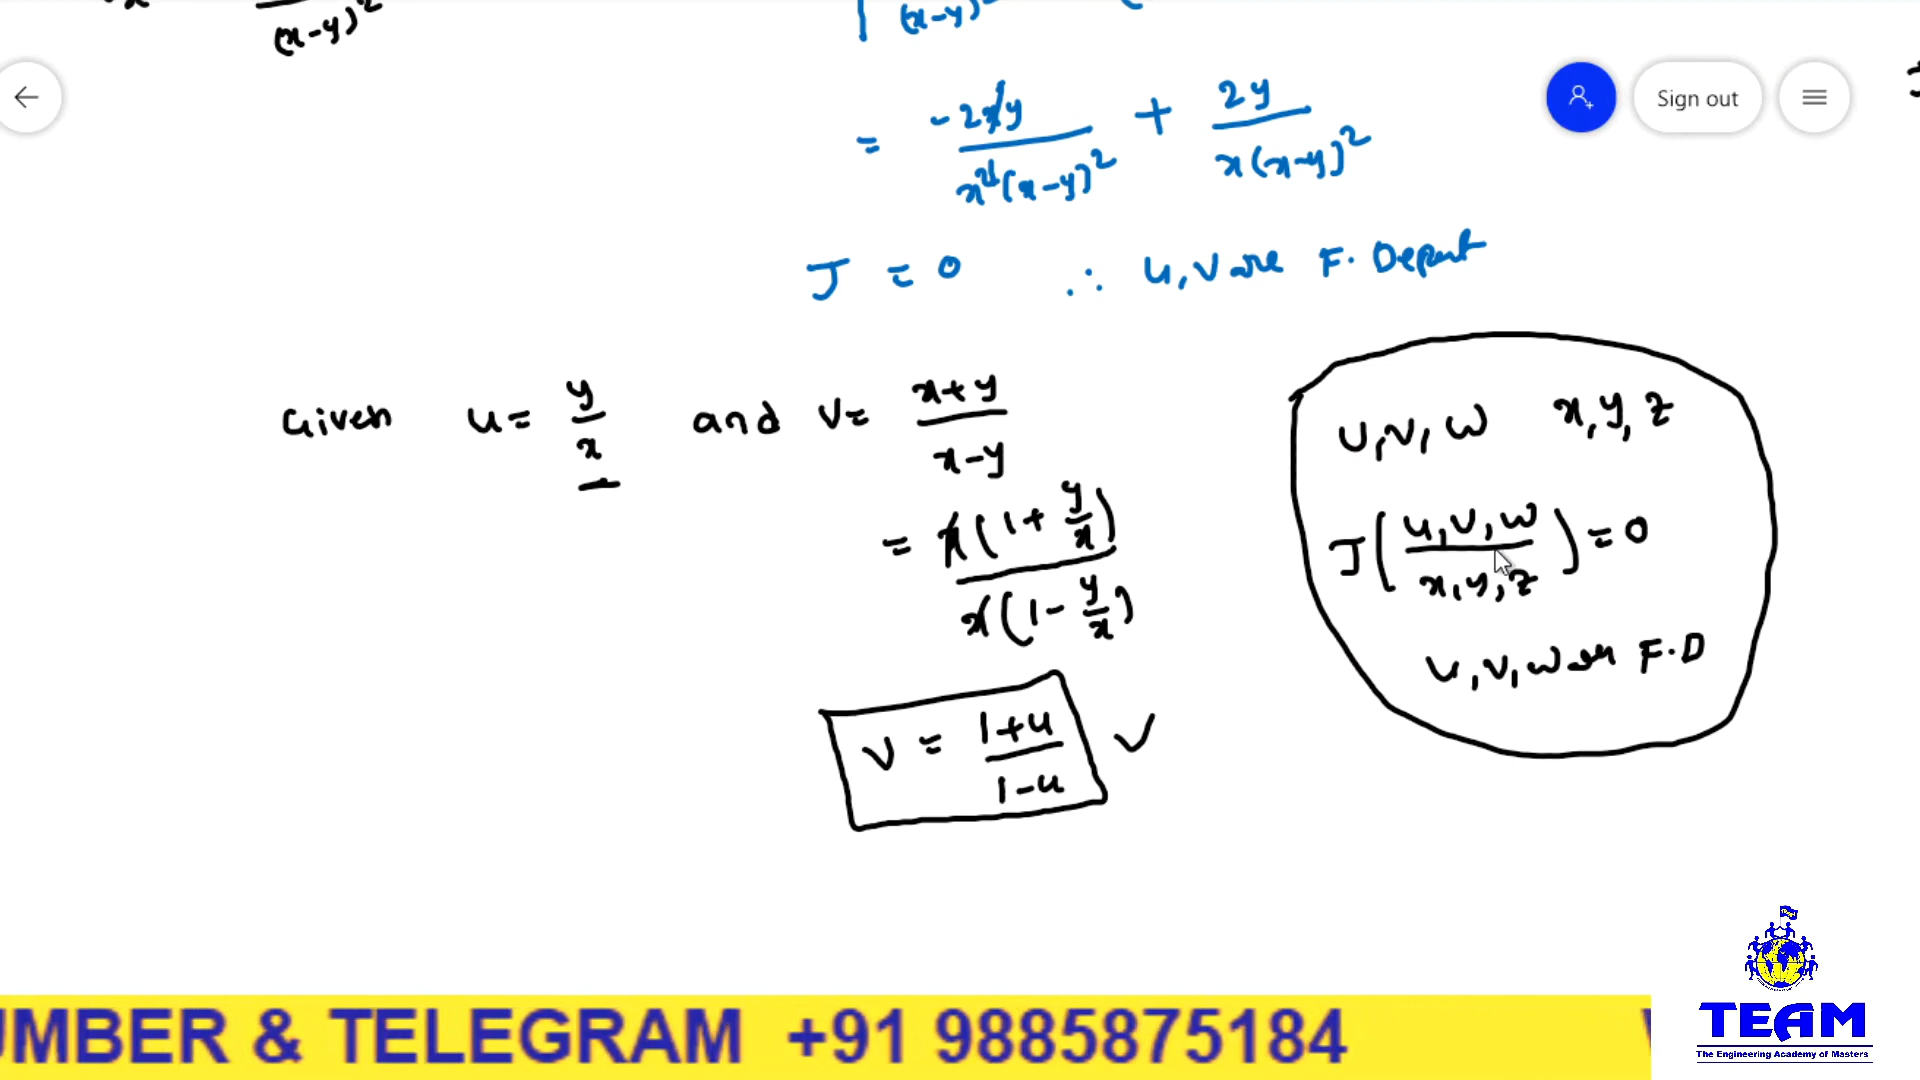 (x-y)²
(x-y)²
= -2xy / x²(x-y)² + 2y / x(x-y)²
Sign out
J = 0 ∴ u, v are F. Depent
Given u = y/x and v = x+y / x-y
= x(1 + y/x) / x(1 - y/x)
v = 1+u / 1-u
U, V, W x, y, z
J(u, v, w / x, y, z) = 0
u, v, w are F.D
UMBER & TELEGRAM +91 9885875184
TEAM
The Engineering Academy of Masters